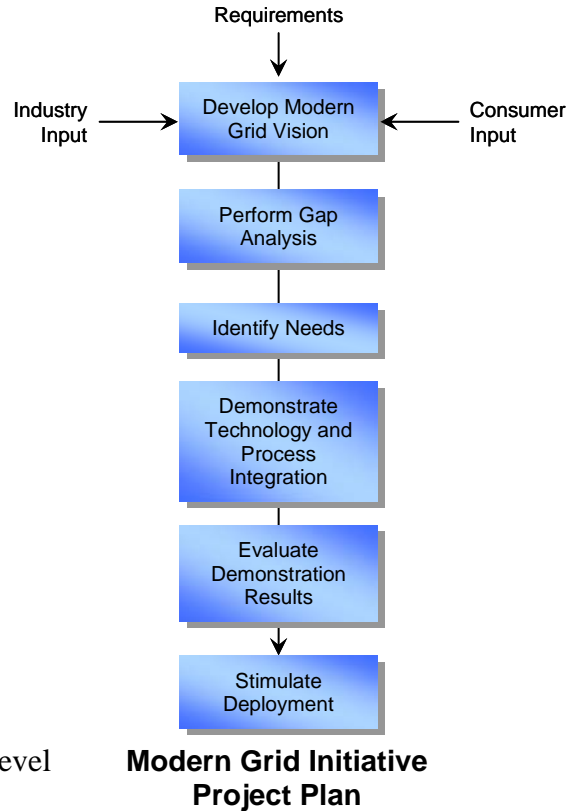 Requirements
Industry
Input
Develop Modern
Grid Vision
Consumer
Input
Perform Gap
Analysis
Identify Needs
Demonstrate
Technology and
Process
Integration
Evaluate
Demonstration
Results
Stimulate
Deployment
evel
Modern Grid Initiative
Project Plan